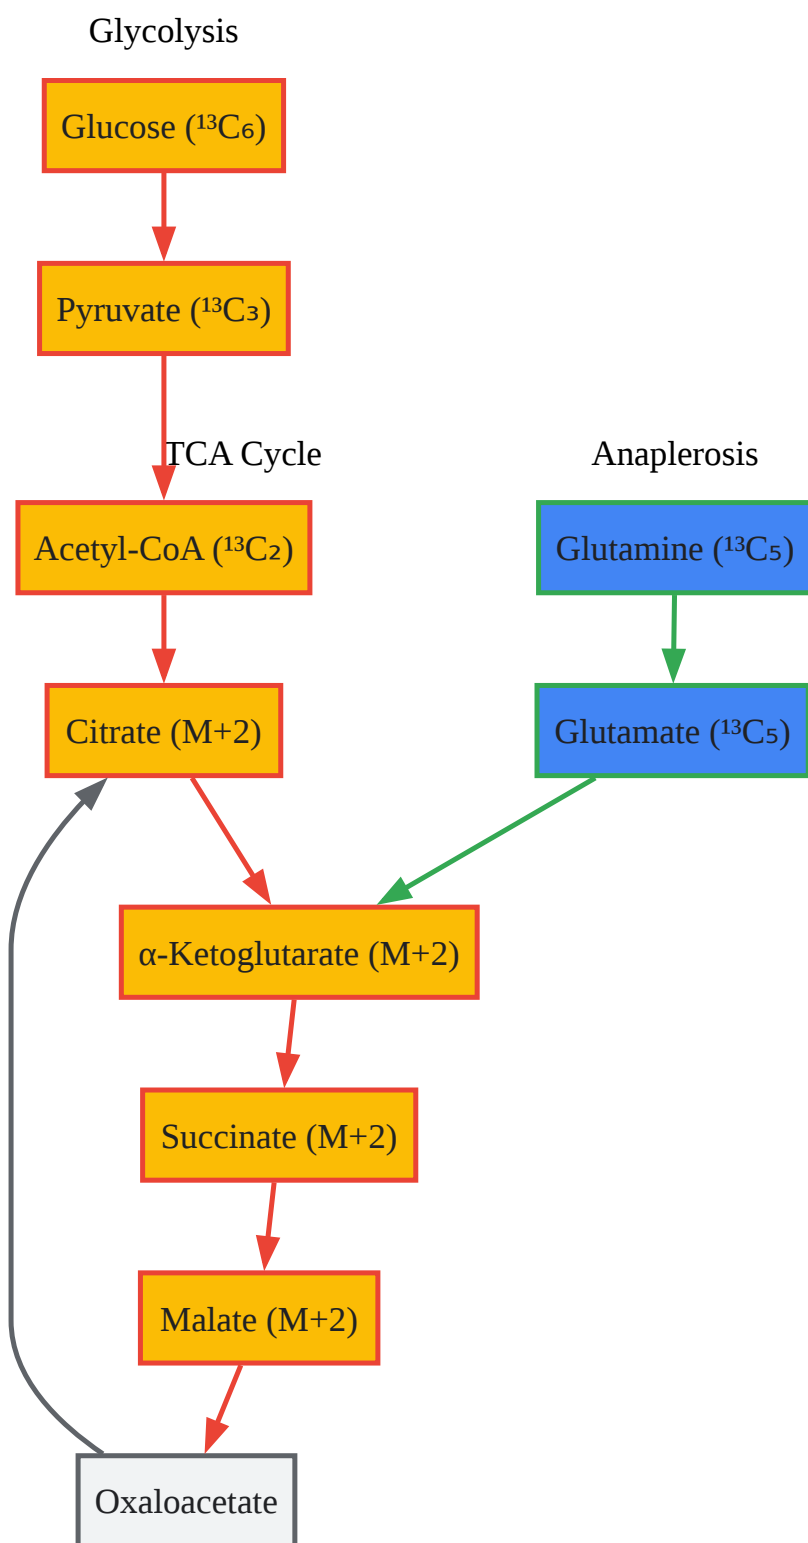 Glycolysis
Glucose (¹³C₆)
Pyruvate (¹³C₃)
TCA Cycle
Anaplerosis
Acetyl-CoA (¹³C₂)
Glutamine (¹³C₅)
Citrate (M+2)
Glutamate (¹³C₅)
α-Ketoglutarate (M+2)
Succinate (M+2)
Malate (M+2)
Oxaloacetate